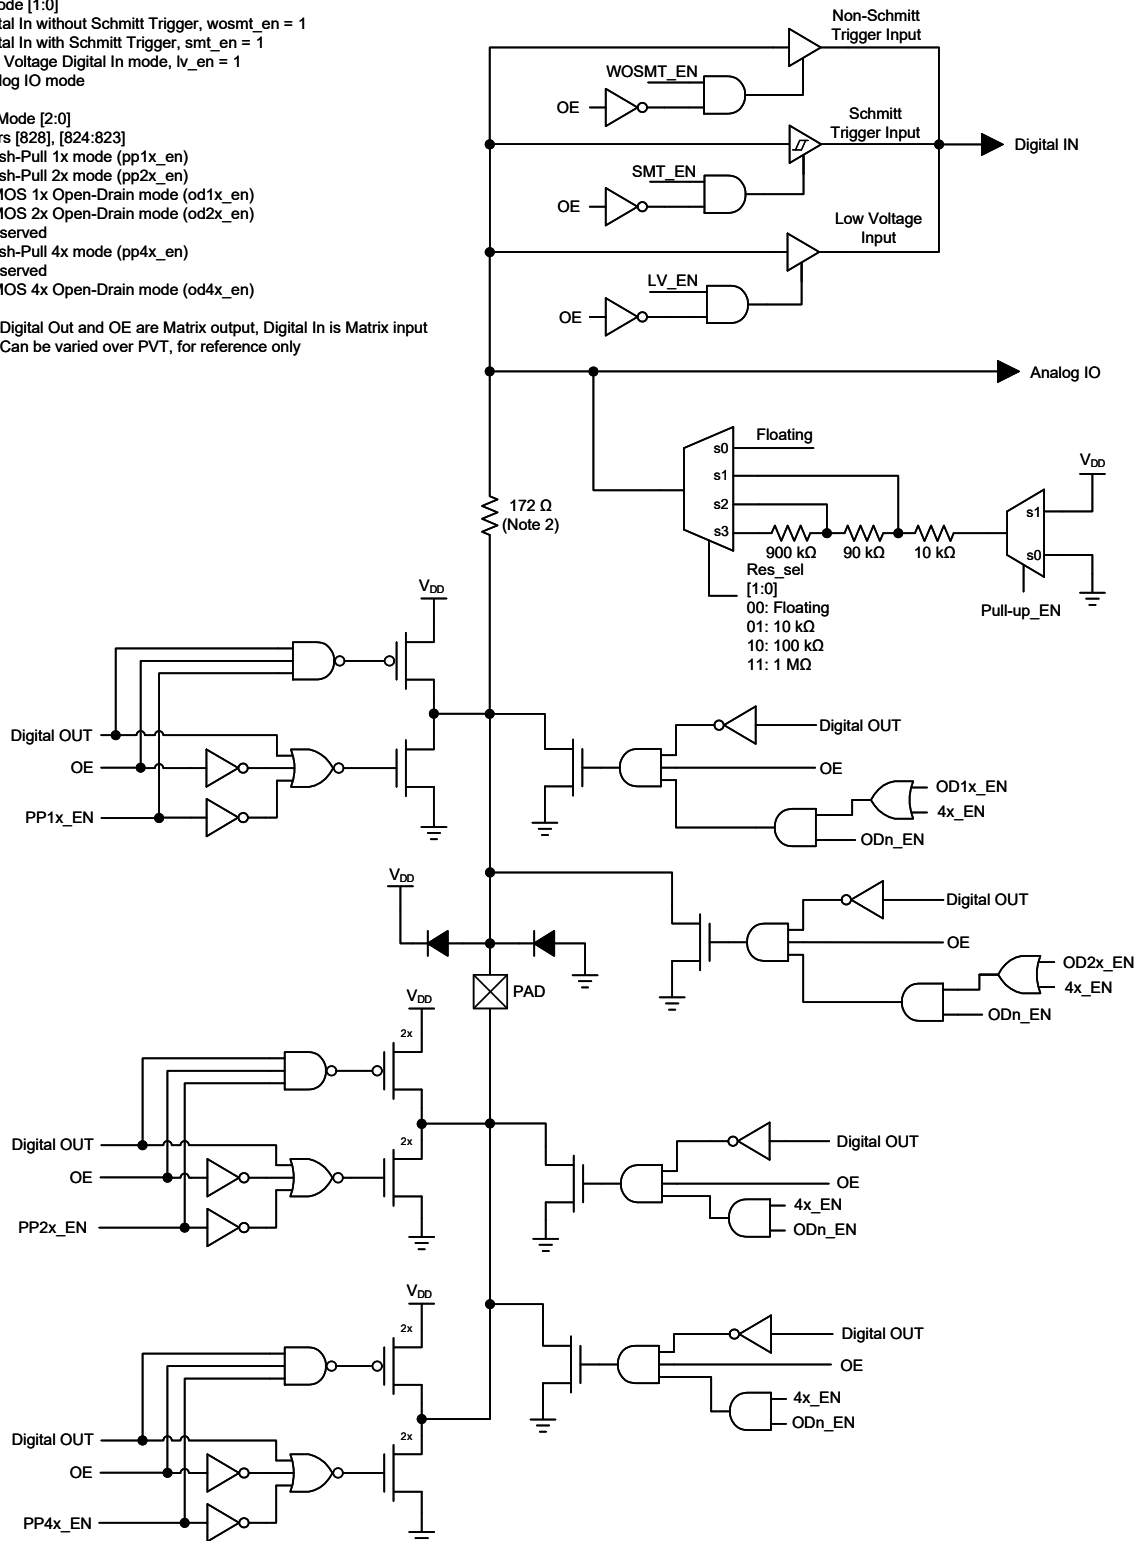 ode [1:0]
tal In without Schmitt Trigger, wosmt_en = 1
tal In with Schmitt Trigger, smt_en = 1
Voltage Digital In mode, lv_en = 1
log IO mode
Mode [2:0]
rs [828], [824:823]
sh-Pull 1x mode (pp1x_en)
sh-Pull 2x mode (pp2x_en)
MOS 1x Open-Drain mode (od1x_en)
MOS 2x Open-Drain mode (od2x_en)
served
sh-Pull 4x mode (pp4x_en)
served
MOS 4x Open-Drain mode (od4x_en)
Digital Out and OE are Matrix output, Digital In is Matrix input
Can be varied over PVT, for reference only
Non-Schmitt
Trigger Input
WOSMT_EN
OE
Schmitt
Trigger Input
Digital IN
SMT_EN
OE
Low Voltage
Input
LV_EN
OE
Analog IO
Floating
s0
s1
s2
s3
900 kΩ
90 kΩ
10 kΩ
VDD
s1
s0
Pull-up_EN
Res_sel
[1:0]
00: Floating
01: 10 kΩ
10: 100 kΩ
11: 1 MΩ
172 Ω
(Note 2)
VDD
Digital OUT
OE
PP1x_EN
Digital OUT
OE
OD1x_EN
4x_EN
ODn_EN
VDD
Digital OUT
OE
OD2x_EN
4x_EN
ODn_EN
PAD
VDD
2x
2x
Digital OUT
OE
PP2x_EN
Digital OUT
OE
4x_EN
ODn_EN
VDD
2x
2x
Digital OUT
OE
PP4x_EN
Digital OUT
OE
4x_EN
ODn_EN